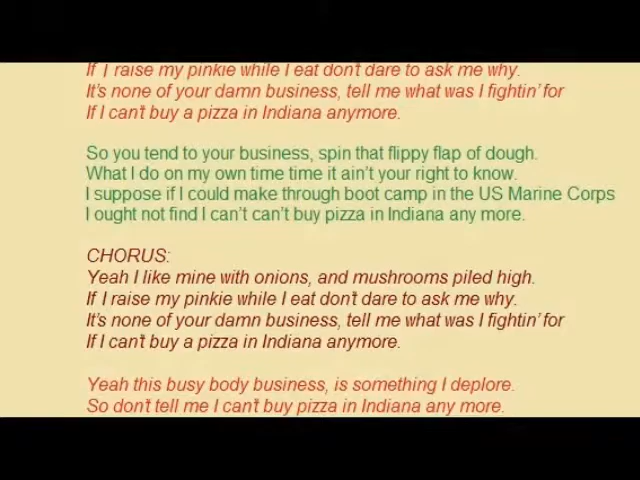 If I raise my pinkie while I eat don't dare to ask me why.
It's none of your damn business, tell me what was I fightin' for
If I can't buy a pizza in Indiana anymore.
So you tend to your business, spin that flippy flap of dough.
What I do on my own time time it ain't your right to know.
I suppose if I could make through boot camp in the US Marine Corps
I ought not find I can't can't buy pizza in Indiana any more.
CHORUS:
Yeah I like mine with onions, and mushrooms piled high.
If I raise my pinkie while I eat don't dare to ask me why.
It's none of your damn business, tell me what was I fightin' for
If I can't buy a pizza in Indiana anymore.
Yeah this busy body business, is something I deplore.
So don't tell me I can't buy pizza in Indiana any more.